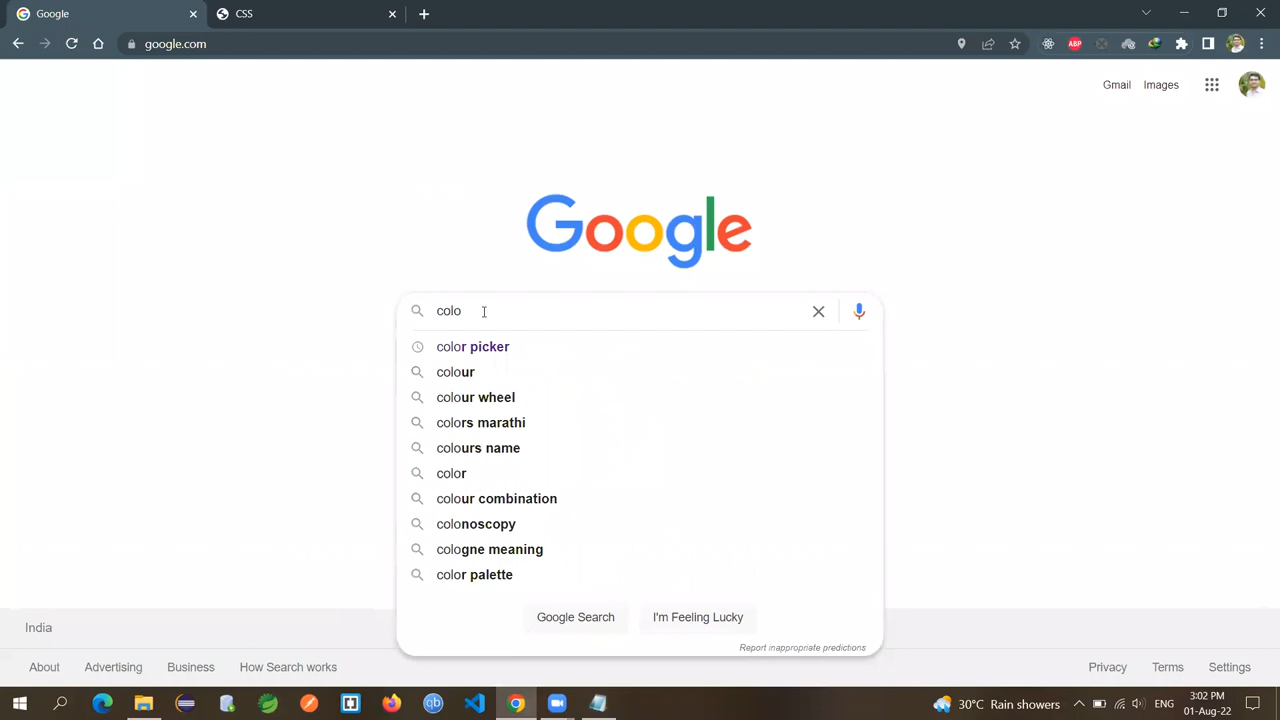 Google
CSS
google.com
ABP
Gmail
Images
Google
colo
color picker
colour
colour wheel
colors marathi
colours name
color
colour combination
colonoscopy
cologne meaning
color palette
Google Search
I'm Feeling Lucky
Report inappropriate predictions
India
About
Advertising
Business
How Search works
Privacy
Terms
Settings
qb
30°C Rain showers
ENG
3:02 PM
01-Aug-22